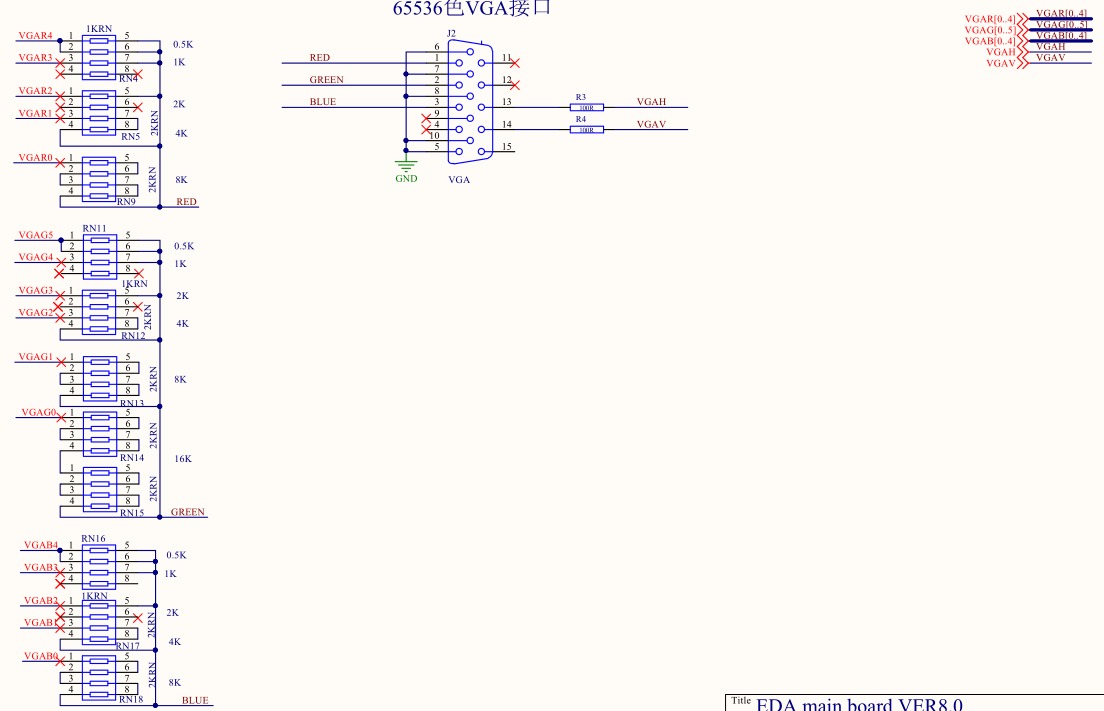 65536色VGA接口
VGAR[0..4] VGAR[0..4]
VGAG[0..5] VGAG[0..5]
VGAB[0..4] VGAB[0..4]
VGAH VGAH
VGAV VGAV
1KRN
VGAR4 1 5
2 6 0.5K
VGAR3 3 7 1K
4 8
RN4
VGAR2 1 5
2 6 2K
VGAR1 3 7
4 8 4K
RN5
2KRN
VGAR0 1 5
2 6
3 7 8K
4 8
RN9
2KRN
RED
J2
6
RED 1 11
7
GREEN 2 12
8
BLUE 3 13 R3 100R VGAH
9
4 14 R4 100R VGAV
10
5 15
GND
VGA
RN11
VGAG5 1 5
2 6 0.5K
VGAG4 3 7 1K
4 8
1KRN
VGAG3 1 5 2K
2 6
VGAG2 3 7
4 8 4K
RN12
2KRN
VGAG1 1 5
2 6
3 7 8K
4 8
RN13
2KRN
VGAG0 1 5
2 6
3 7
4 8
RN14
2KRN
16K
1 5
2 6
3 7
4 8
RN15
2KRN
GREEN
RN16
VGAB4 1 5
2 6 0.5K
VGAB3 3 7 1K
4 8
1KRN
VGAB2 1 5
2 6 2K
VGAB1 3 7
4 8 4K
RN17
2KRN
VGAB0 1 5
2 6
3 7 8K
4 8
RN18
2KRN
BLUE
Title EDA main board VER8.0